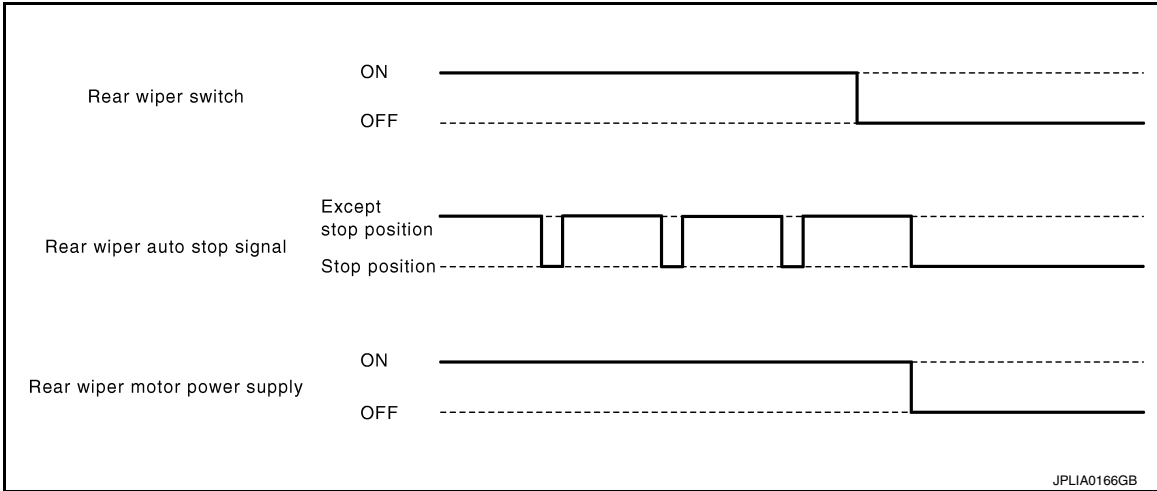 ON
Rear wiper switch
OFF
Except
stop position
Rear wiper auto stop signal
Stop position
ON
Rear wiper motor power supply
OFF
JPLIA0166GB